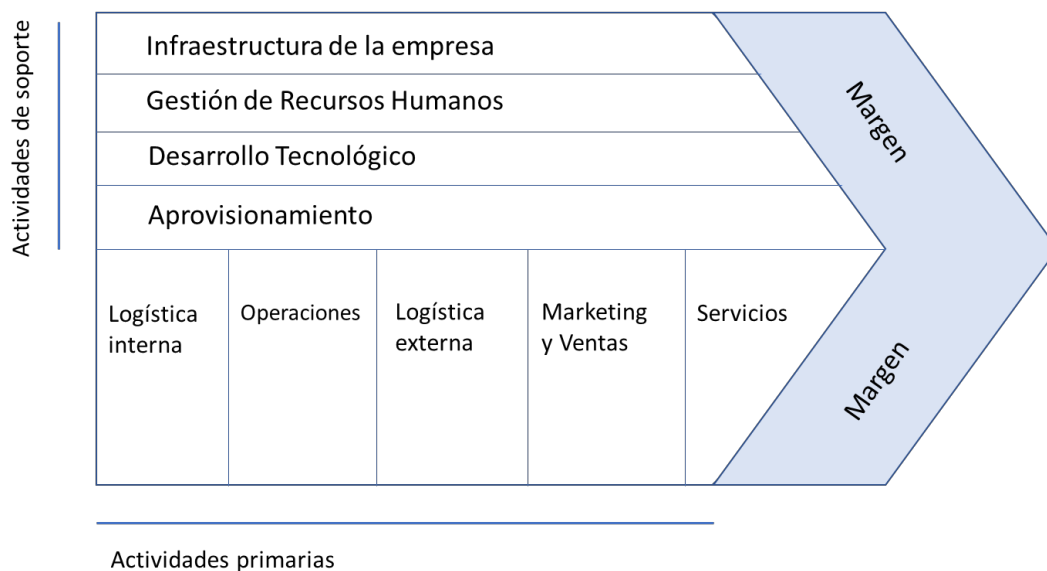 Actividades de soporte
Infraestructura de la empresa
Gestión de Recursos Humanos
Desarrollo Tecnológico
Aprovisionamiento
Margen
Logística
interna
Operaciones
Logística
externa
Marketing
y Ventas
Servicios
Margen
Actividades primarias